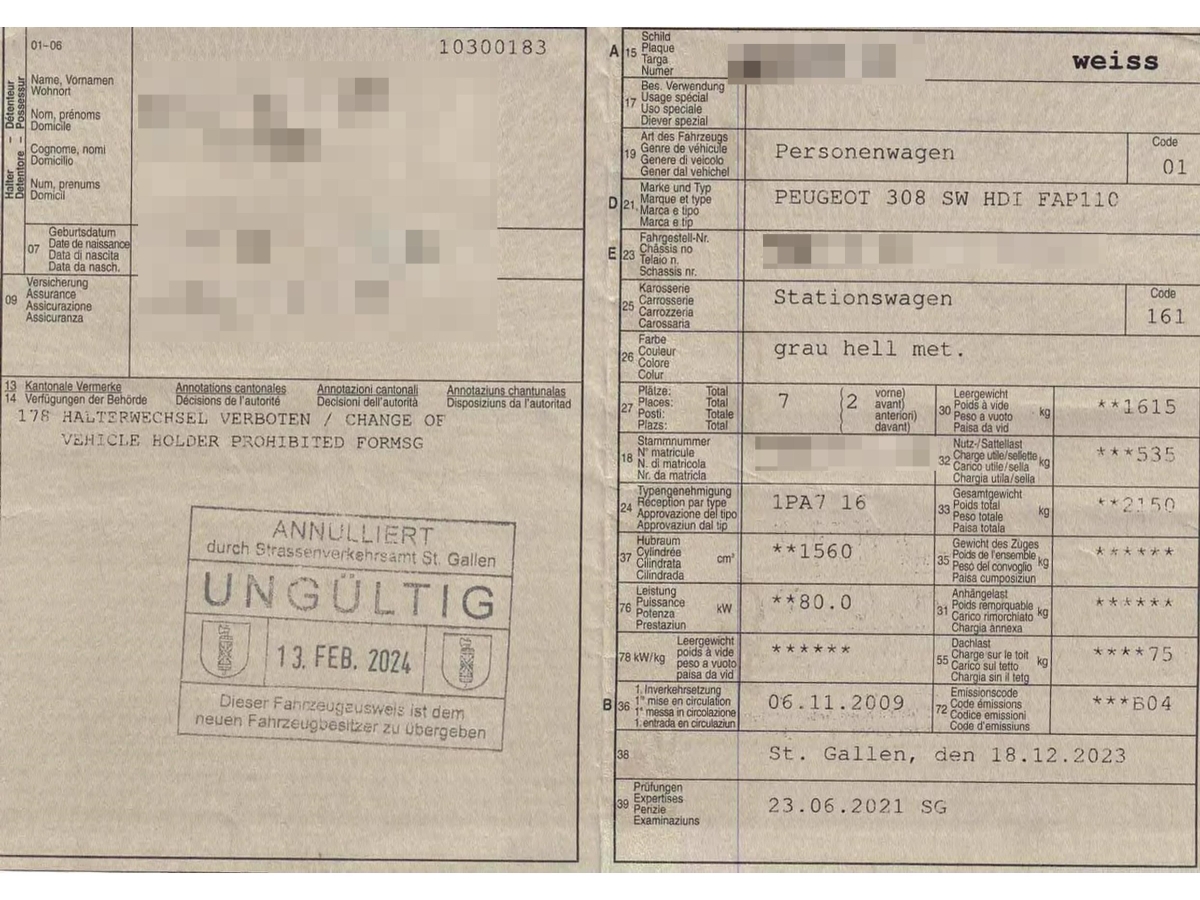 01-06
10300183
Halter – Détenteur
Detentore – Possessur
Name, Vornamen
Wohnort
Nom, prénoms
Domicile
Cognome, nomi
Domicilio
Num, prenums
Domicil
07
Geburtsdatum
Date de naissance
Data di nascita
Data da nasch.
09
Versicherung
Assurance
Assicurazione
Assicuranza
13 Kantonale Vermerke Annotations cantonales Annotazioni cantonali Annotaziuns chantunalas
14 Verfügungen der Behörde Décisions de l'autorité Decisioni dell'autorità Disposiziuns da l'autoritad
178 HALTERWECHSEL VERBOTEN / CHANGE OF
VEHICLE HOLDER PROHIBITED FORMSG
ANNULLIERT
durch Strassenverkehrsamt St. Gallen
UNGÜLTIG
13. FEB. 2024
Dieser Fahrzeugausweis ist dem
neuen Fahrzeugbesitzer zu übergeben
A 15
Schild
Plaque
Targa
Numer
weiss
17
Bes. Verwendung
Usage spécial
Uso speciale
Diever spezial
19
Art des Fahrzeugs
Genre de véhicule
Genere di veicolo
Gener dal vehichel
Personenwagen
Code
01
D 21
Marke und Typ
Marque et type
Marca e tipo
Marca e tip
PEUGEOT 308 SW HDI FAP110
E 23
Fahrgestell-Nr.
Châssis no
Telaio n.
Schassis nr.
25
Karosserie
Carrosserie
Carrozzeria
Carossaria
Stationswagen
Code
161
26
Farbe
Couleur
Colore
Colur
grau hell met.
27
Plätze: Total
Places: Total
Posti: Totale
Plazs: Total
7 (2
vorne)
avant)
anteriori)
davant)
30
Leergewicht
Poids à vide
Peso a vuoto
Paisa da vid
kg
**1615
18
Stammnummer
N° matricule
N. di matricola
Nr. da matricla
32
Nutz-/Sattellast
Charge utile/sellette
Carico utile/sella
Chargia utila/sella
kg
***535
24
Typengenehmigung
Réception par type
Approvazione del tipo
Approvaziun dal tip
1PA7 16
33
Gesamtgewicht
Poids total
Peso totale
Paisa totala
kg
**2150
37
Hubraum
Cylindrée
Cilindrata
Cilindrada
cm³
**1560
35
Gewicht des Zuges
Poids de l'ensemble
Peso del convoglio
Paisa cumposiziun
kg
******
76
Leistung
Puissance
Potenza
Prestaziun
kW
**80.0
31
Anhängelast
Poids remorquable
Carico rimorchiato
Chargia annexa
kg
******
78 kW/kg
Leergewicht
poids à vide
peso a vuoto
paisa da vid
******
55
Dachlast
Charge sur le toit
Carico sul tetto
Chargia sin il tetg
kg
****75
B 36
1. Inverkehrsetzung
1re mise en circulation
1a messa in circolazione
1. entrada en circulaziun
06.11.2009
72
Emissionscode
Code émissions
Codice emissioni
Code d'emissiuns
***B04
38
St. Gallen, den 18.12.2023
39
Prüfungen
Expertises
Perizie
Examinaziuns
23.06.2021 SG